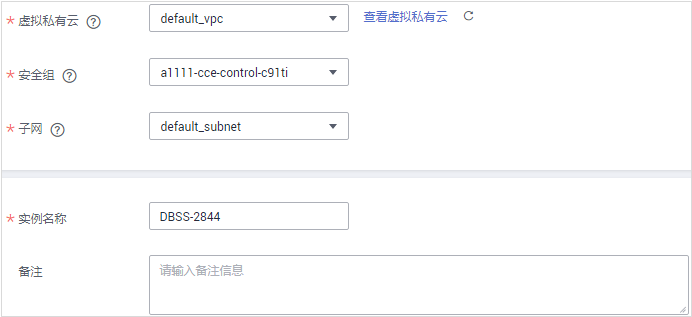 * 虚拟私有云 ? default_vpc 查看虚拟私有云
* 安全组 ? a1111-cce-control-c91ti
* 子网 ? default_subnet
* 实例名称 DBSS-2844
备注 请输入备注信息